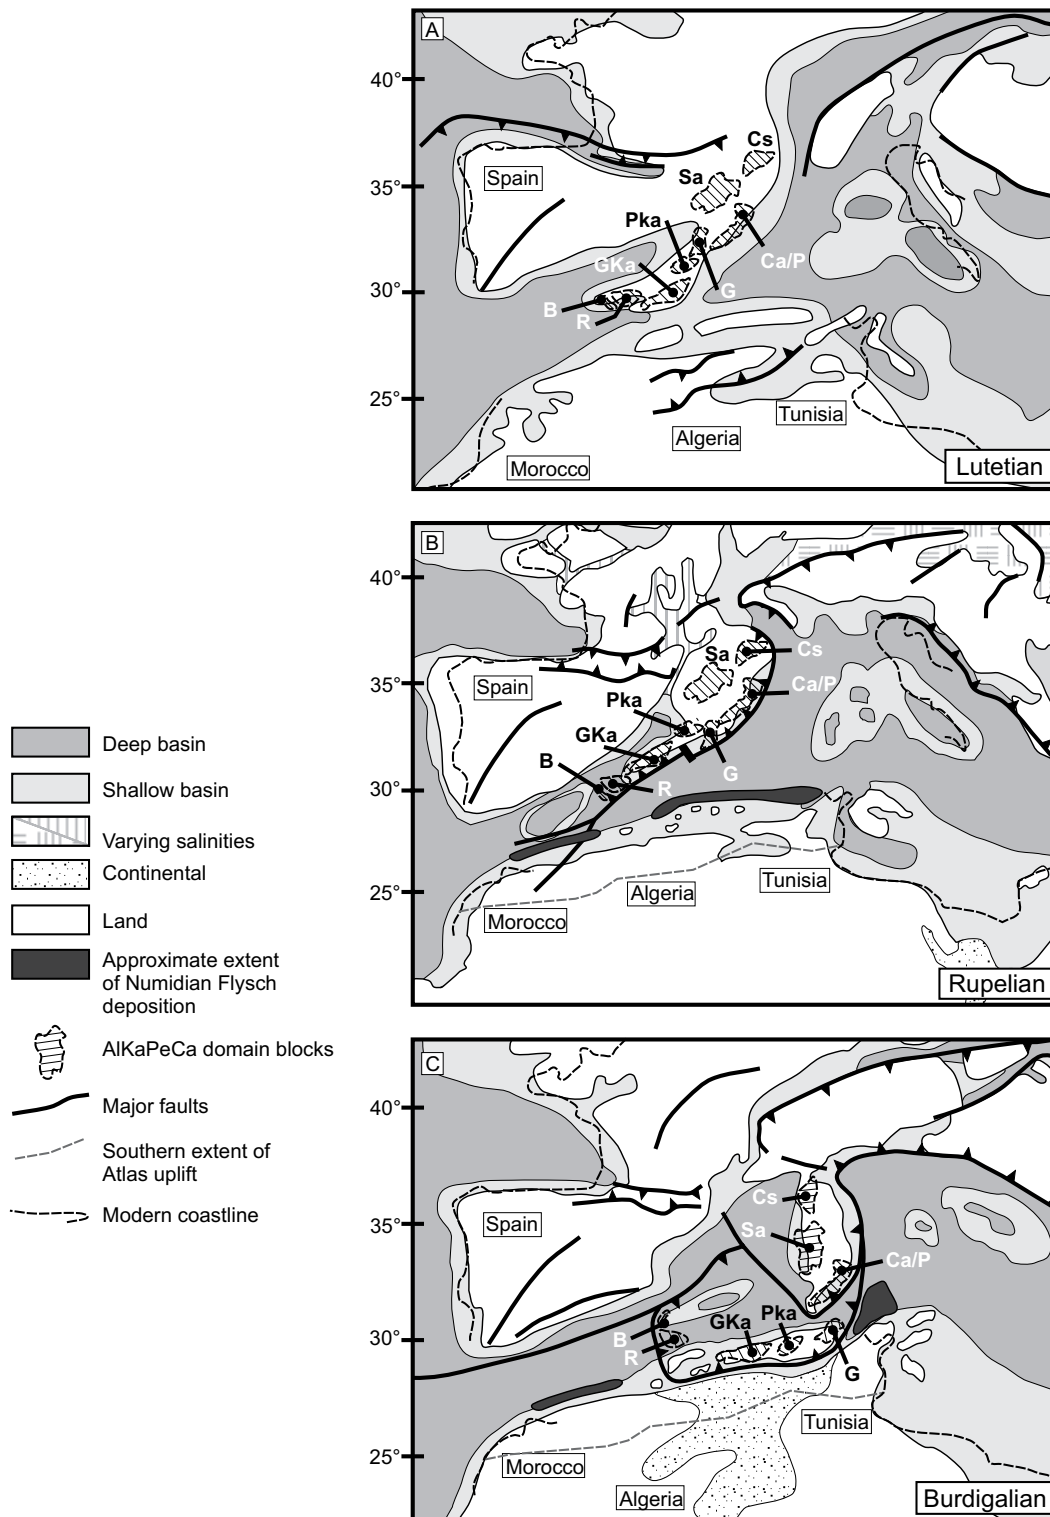 A
40°
35°
30°
25°
Spain
Cs
Sa
Pka
GKa
Ca/P
G
B
R
Tunisia
Algeria
Morocco
Lutetian
B
40°
35°
30°
25°
Spain
Sa
Cs
Ca/P
Pka
GKa
B
R
G
Tunisia
Algeria
Morocco
Rupelian
Deep basin
Shallow basin
Varying salinities
Continental
Land
Approximate extent
of Numidian Flysch
deposition
AlKaPeCa domain blocks
Major faults
Southern extent of
Atlas uplift
Modern coastline
C
40°
35°
30°
25°
Spain
Cs
Sa
Ca/P
Pka
GKa
B
R
G
Tunisia
Morocco
Algeria
Burdigalian